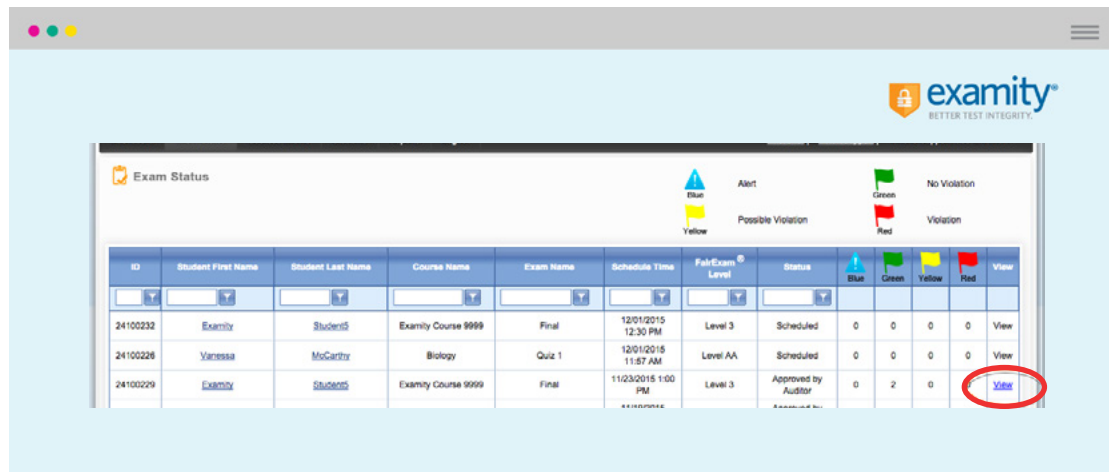 examity®
BETTER TEST INTEGRITY.
Exam Status
Blue Alert Green No Violation
Yellow Possible Violation Red Violation
ID Student First Name Student Last Name Course Name Exam Name Schedule Time FairExam® Level Status Blue Green Yellow Red View
24100232 Examity Student5 Examity Course 9999 Final 12/01/2015 12:30 PM Level 3 Scheduled 0 0 0 0 View
24100226 Vanessa McCarthy Biology Quiz 1 12/01/2015 11:57 AM Level AA Scheduled 0 0 0 0 View
24100229 Examity Student5 Examity Course 9999 Final 11/23/2015 1:00 PM Level 3 Approved by Auditor 0 2 0 0 View